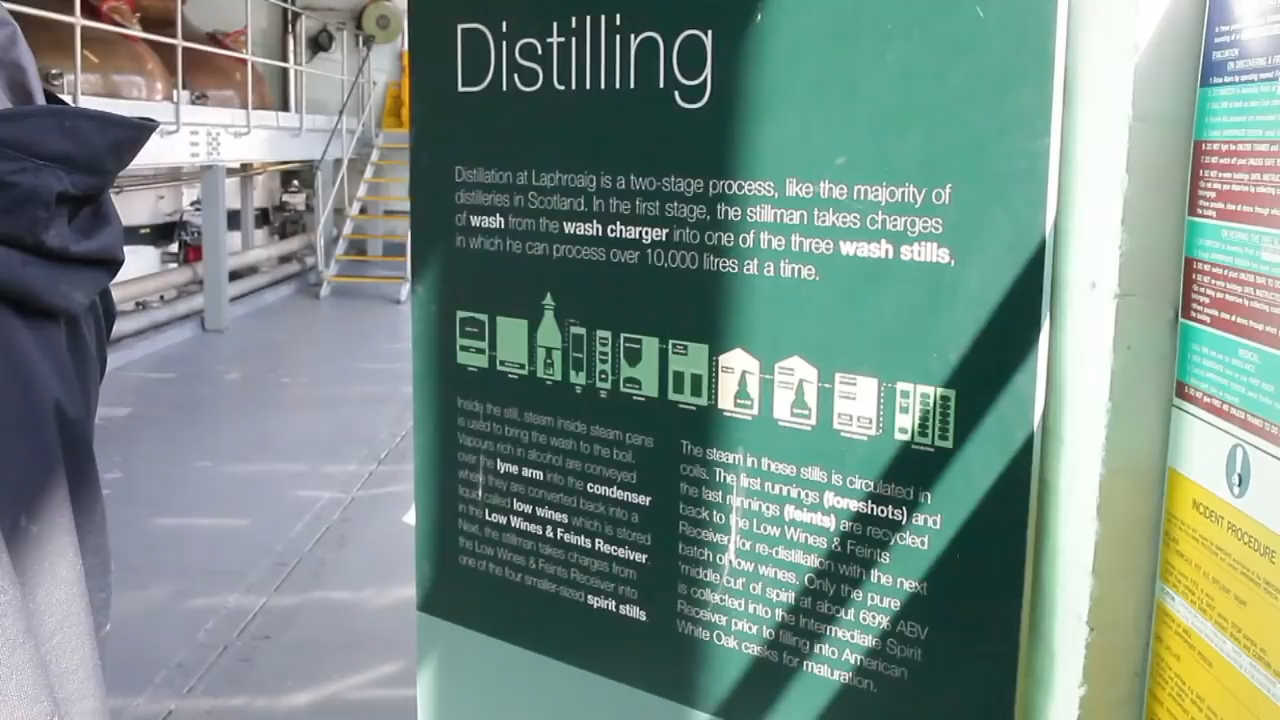 Distilling
Distillation at Laphroaig is a two-stage process, like the majority of
distilleries in Scotland. In the first stage, the stillman takes charges
of wash from the wash charger into one of the three wash stills,
in which he can process over 10,000 litres at a time.
Inside the still, steam inside steam pans
is used to bring the wash to the boil.
Vapours rich in alcohol are conveyed
over the lyne arm into the condenser
where they are converted back into a
liquid called low wines which is stored
in the Low Wines & Feints Receiver.
Next, the stillman takes charges from
the Low Wines & Feints Receiver into
one of the four smaller-sized spirit stills.
The steam in these stills is circulated in
coils. The first runnings (foreshots) and
the last runnings (feints) are recycled
back to the Low Wines & Feints
Receiver for re-distillation with the next
batch of low wines. Only the pure
'middle cut' of spirit at about 69% ABV
is collected into the Intermediate Spirit
Receiver prior to filling into American
White Oak casks for maturation.
EVACUATION
ON DISCOVERING A
MEDICAL
INCIDENT PROCEDURE